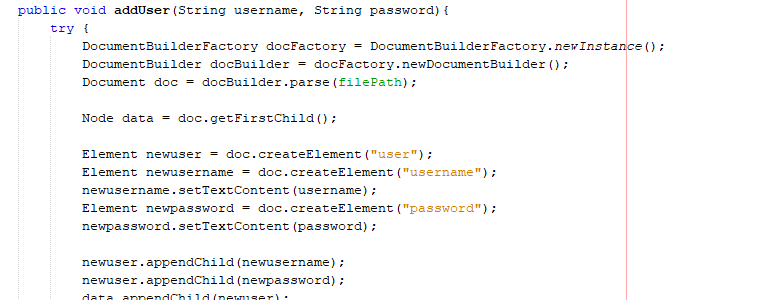 public void addUser(String username, String password){
try {
DocumentBuilderFactory docFactory = DocumentBuilderFactory.newInstance();
DocumentBuilder docBuilder = docFactory.newDocumentBuilder();
Document doc = docBuilder.parse(filePath);
Node data = doc.getFirstChild();
Element newuser = doc.createElement("user");
Element newusername = doc.createElement("username");
newusername.setTextContent(username);
Element newpassword = doc.createElement("password");
newpassword.setTextContent(password);
newuser.appendChild(newusername);
newuser.appendChild(newpassword);
data.appendChild(newuser);